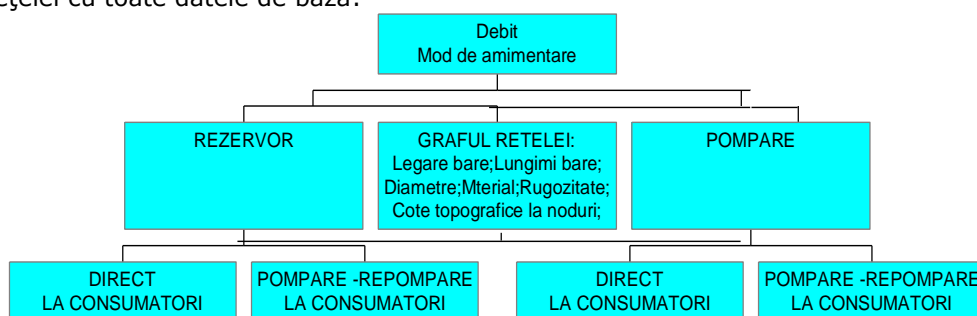 ețelei cu toate datele de bază:
Debit
Mod de amimentare
REZERVOR
GRAFUL RETELEI:
Legare bare;Lungimi bare;
Diametre;Mterial;Rugozitate;
Cote topografice la noduri;
POMPARE
DIRECT
LA CONSUMATORI
POMPARE -REPOMPARE
LA CONSUMATORI
DIRECT
LA CONSUMATORI
POMPARE -REPOMPARE
LA CONSUMATORI